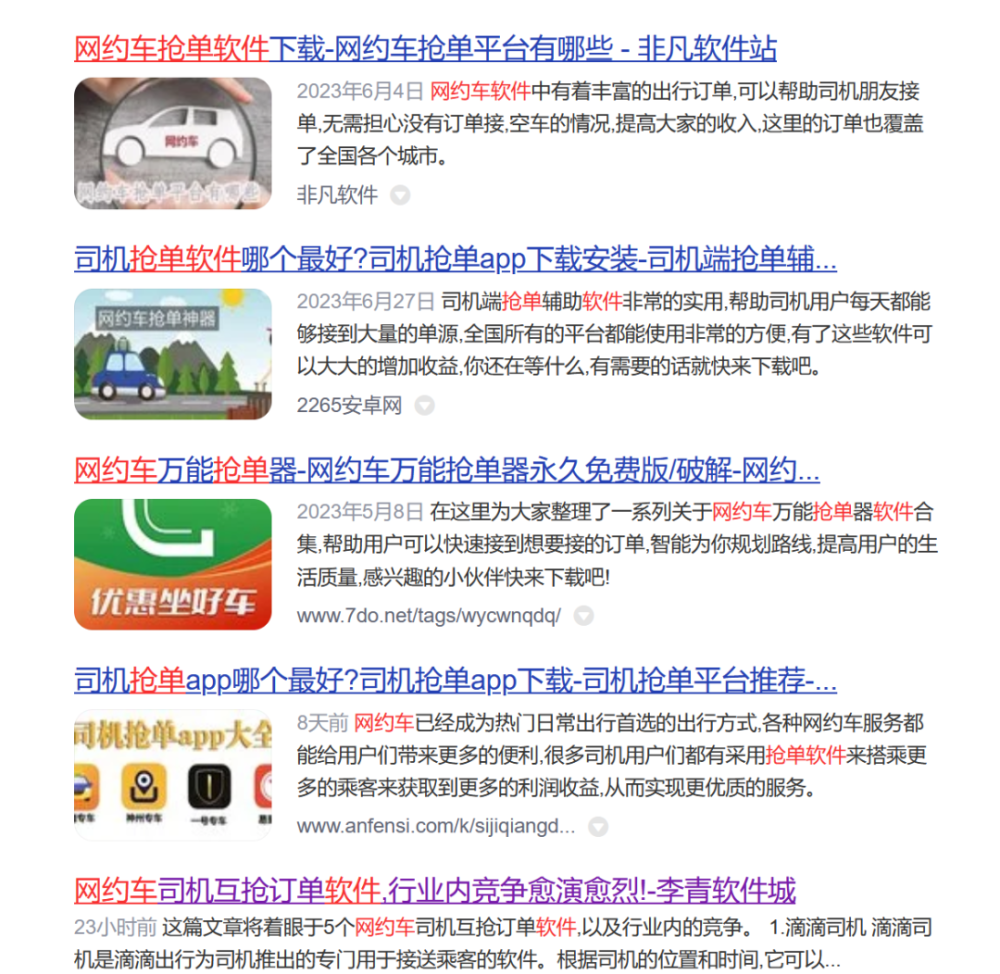 网约车抢单软件下载-网约车抢单平台有哪些 - 非凡软件站
网约车
网约车抢单平台有哪些
2023年6月4日 网约车软件中有着丰富的出行订单,可以帮助司机朋友接
单,无需担心没有订单接,空车的情况,提高大家的收入,这里的订单也覆盖
了全国各个城市。
非凡软件
司机抢单软件哪个最好?司机抢单app下载安装-司机端抢单辅...
网约车抢单神器
2023年6月27日 司机端抢单辅助软件非常的实用,帮助司机用户每天都能
够接到大量的单源,全国所有的平台都能使用非常的方便,有了这些软件可
以大大的增加收益,你还在等什么,有需要的话就快来下载吧。
2265安卓网
网约车万能抢单器-网约车万能抢单器永久免费版/破解-网约...
优惠坐好车
2023年5月8日 在这里为大家整理了一系列关于网约车万能抢单器软件合
集,帮助用户可以快速接到想要接的订单,智能为你规划路线,提高用户的生
活质量,感兴趣的小伙伴快来下载吧!
www.7do.net/tags/wycwnqdq/
司机抢单app哪个最好?司机抢单app下载-司机抢单平台推荐-...
司机抢单app大全
专车 神州专车 一号专车
8天前 网约车已经成为热门日常出行首选的出行方式,各种网约车服务都
能给用户们带来更多的便利,很多司机用户们都有采用抢单软件来搭乘更
多的乘客来获取到更多的利润收益,从而实现更优质的服务。
www.anfensi.com/k/sijiqiangd...
网约车司机互抢订单软件,行业内竞争愈演愈烈!-李青软件城
23小时前 这篇文章将着眼于5个网约车司机互抢订单软件,以及行业内的竞争。 1.滴滴司机 滴滴司
机是滴滴出行为司机推出的专门用于接送乘客的软件。根据司机的位置和时间,它可以...